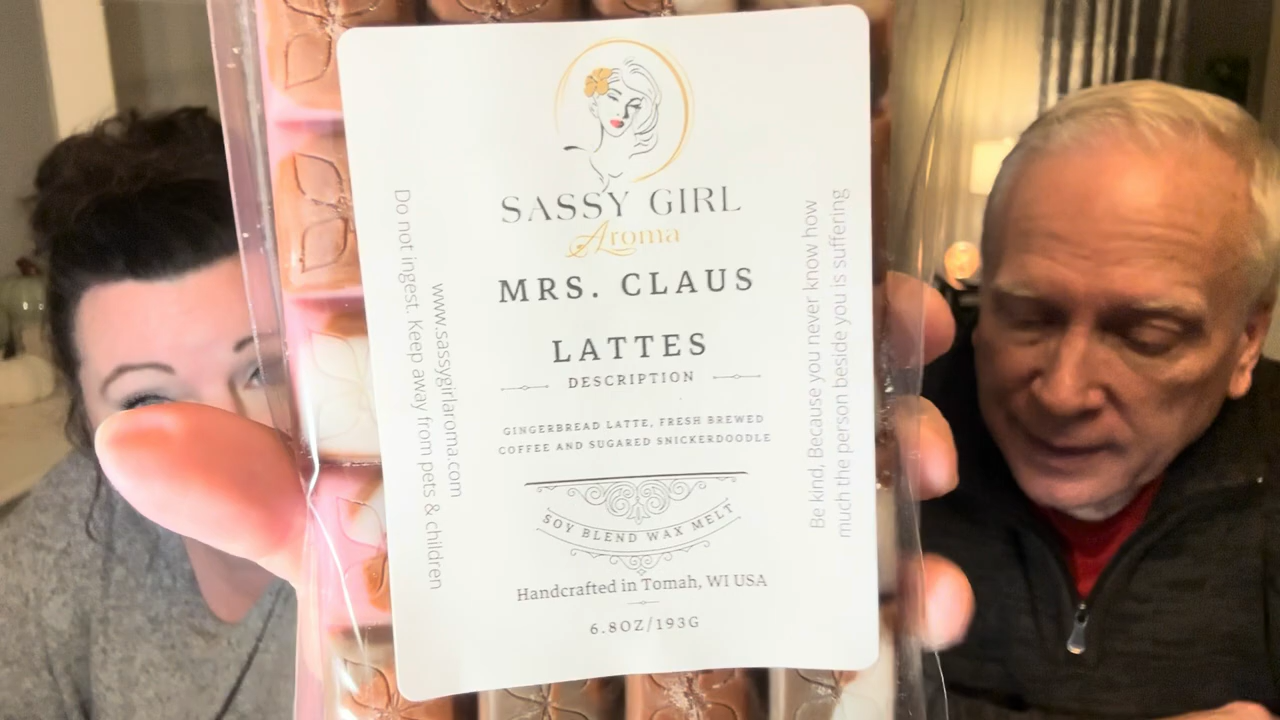 SASSY GIRL
Aroma
MRS. CLAUS
LATTES
DESCRIPTION
GINGERBREAD LATTE, FRESH BREWED
COFFEE AND SUGARED SNICKERDOODLE
SOY BLEND WAX MELT
Handcrafted in Tomah, WI USA
6.8OZ/193G
www.sassygirlaroma.com
Do not ingest. Keep away from pets & children
Be kind, Because you never know how
much the person beside you is suffering